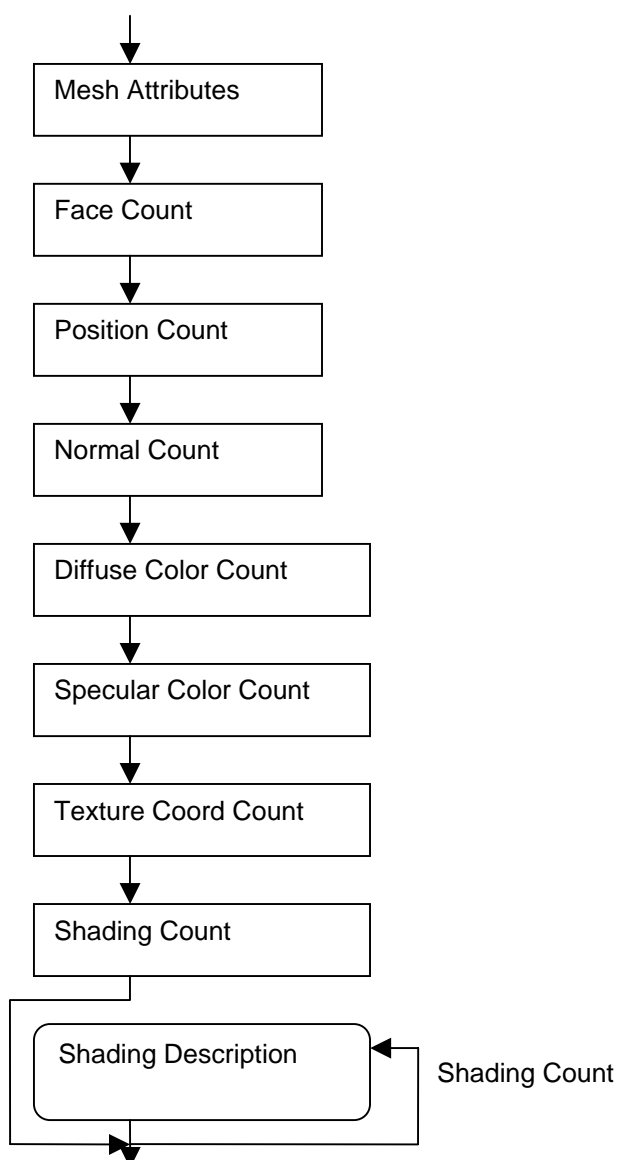 Mesh Attributes
Face Count
Position Count
Normal Count
Diffuse Color Count
Specular Color Count
Texture Coord Count
Shading Count
Shading Description
Shading Count